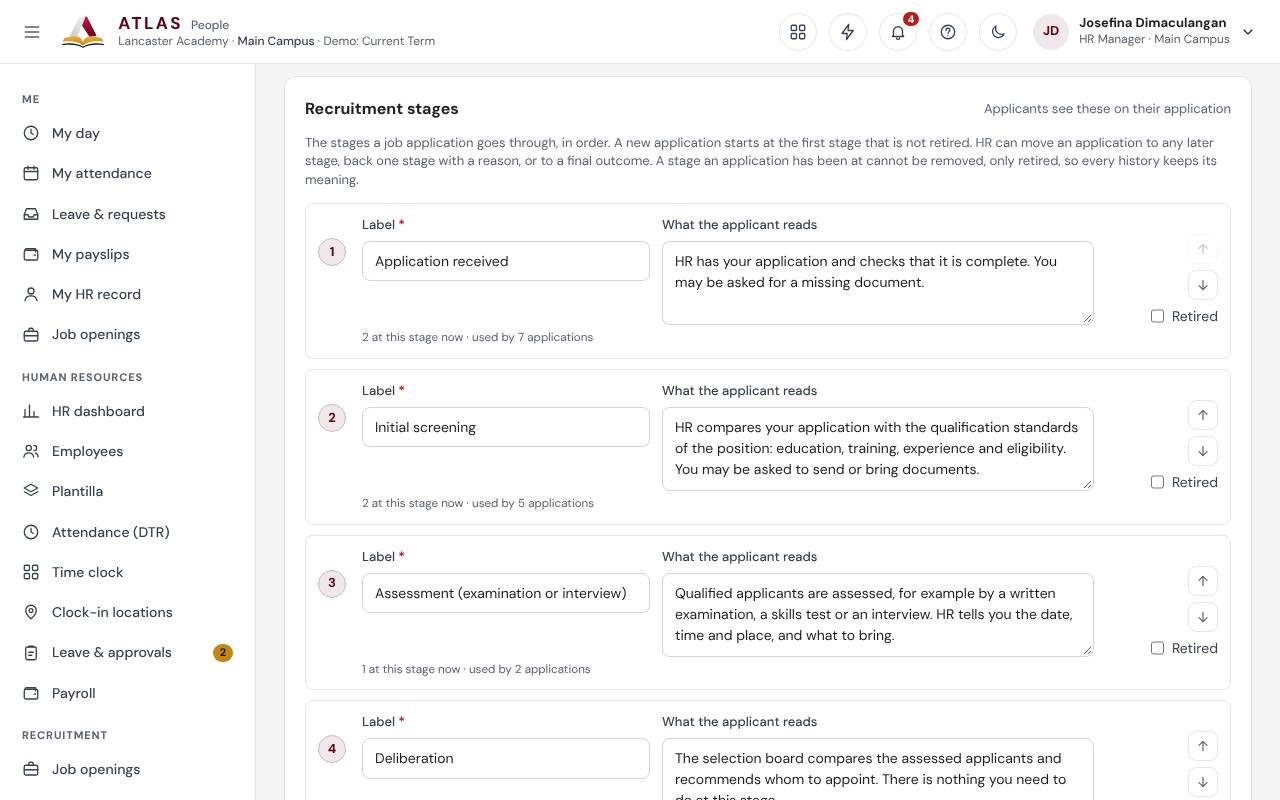 ATLAS People
Lancaster Academy · Main Campus · Demo: Current Term
4
JD
Josefina Dimaculangan
HR Manager · Main Campus
ME
My day
My attendance
Leave & requests
My payslips
My HR record
Job openings
HUMAN RESOURCES
HR dashboard
Employees
Plantilla
Attendance (DTR)
Time clock
Clock-in locations
Leave & approvals 2
Payroll
RECRUITMENT
Job openings
Recruitment stages
Applicants see these on their application
The stages a job application goes through, in order. A new application starts at the first stage that is not retired. HR can move an application to any later
stage, back one stage with a reason, or to a final outcome. A stage an application has been at cannot be removed, only retired, so every history keeps its
meaning.
1
Label *
Application received
2 at this stage now · used by 7 applications
What the applicant reads
HR has your application and checks that it is complete. You
may be asked for a missing document.
Retired
2
Label *
Initial screening
2 at this stage now · used by 5 applications
What the applicant reads
HR compares your application with the qualification standards
of the position: education, training, experience and eligibility.
You may be asked to send or bring documents.
Retired
3
Label *
Assessment (examination or interview)
1 at this stage now · used by 2 applications
What the applicant reads
Qualified applicants are assessed, for example by a written
examination, a skills test or an interview. HR tells you the date,
time and place, and what to bring.
Retired
4
Label *
Deliberation
What the applicant reads
The selection board compares the assessed applicants and
recommends whom to appoint. There is nothing you need to
do at this stage.